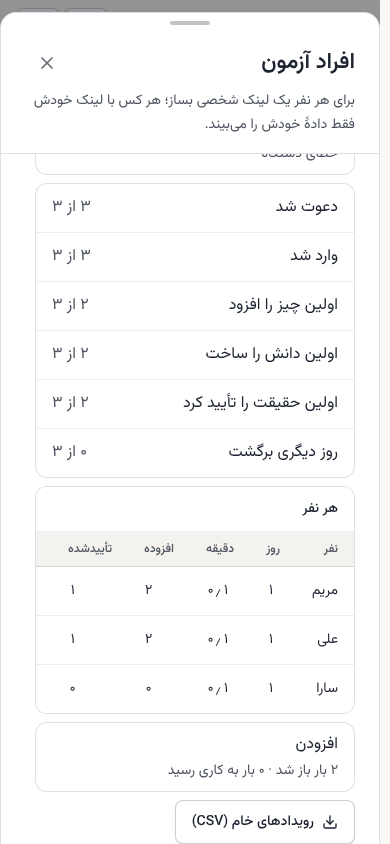 افراد آزمون
برای هر نفر یک لینک شخصی بساز؛ هر کس با لینک خودش
فقط دادهٔ خودش را می‌بیند.
خطای دستگاه
دعوت شد ۳ از ۳
وارد شد ۳ از ۳
اولین چیز را افزود ۲ از ۳
اولین دانش را ساخت ۲ از ۳
اولین حقیقت را تأیید کرد ۲ از ۳
روز دیگری برگشت ۰ از ۳
هر نفر
نفر روز دقیقه افزوده تأییدشده
مریم ۱ ۰٫۱ ۲ ۱
علی ۱ ۰٫۱ ۲ ۱
سارا ۱ ۰٫۱ ۰ ۰
افزودن
۲ بار باز شد · ۰ بار به کاری رسید
رویدادهای خام (CSV)